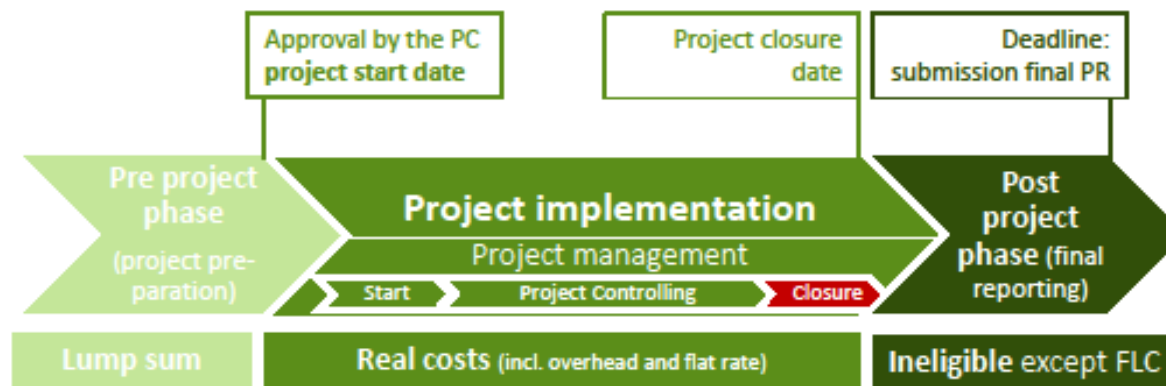 Approval by the PC
project start date
Project closure
date
Deadline:
submission final PR
Pre project
phase
(project pre-
paration)
Project implementation
Project management
Start
Project Controlling
Closure
Post
project
phase (final
reporting)
Lump sum
Real costs (incl. overhead and flat rate)
Ineligible except FLC